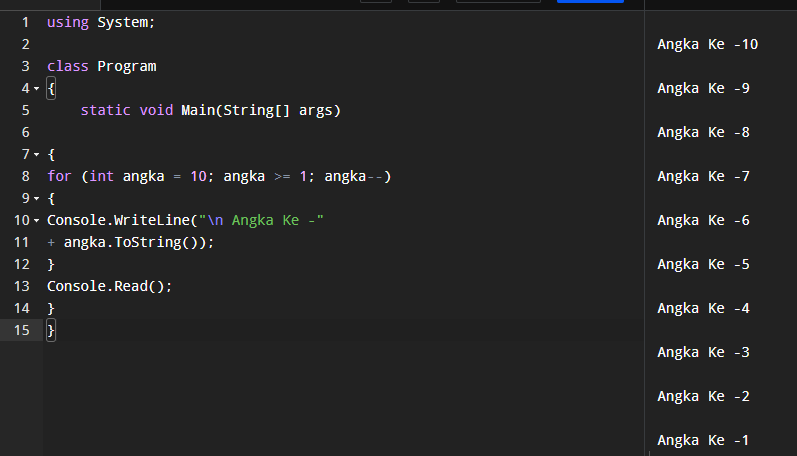 1 using System;
2
3 class Program
4 {
5     static void Main(String[] args)
6
7 {
8 for (int angka = 10; angka >= 1; angka--)
9 {
10 Console.WriteLine("\n Angka Ke -"
11 + angka.ToString());
12 }
13 Console.Read();
14 }
15 }
Angka Ke -10
Angka Ke -9
Angka Ke -8
Angka Ke -7
Angka Ke -6
Angka Ke -5
Angka Ke -4
Angka Ke -3
Angka Ke -2
Angka Ke -1